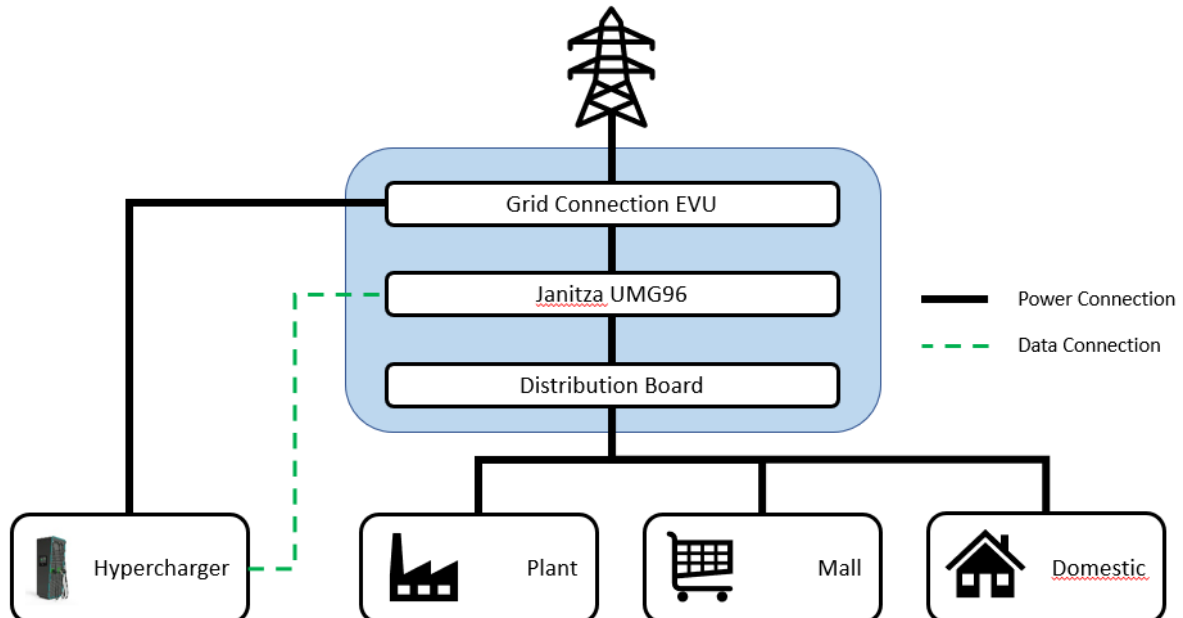 Grid Connection EVU
Janitza UMG96
Distribution Board
Power Connection
Data Connection
Hypercharger
Plant
Mall
Domestic